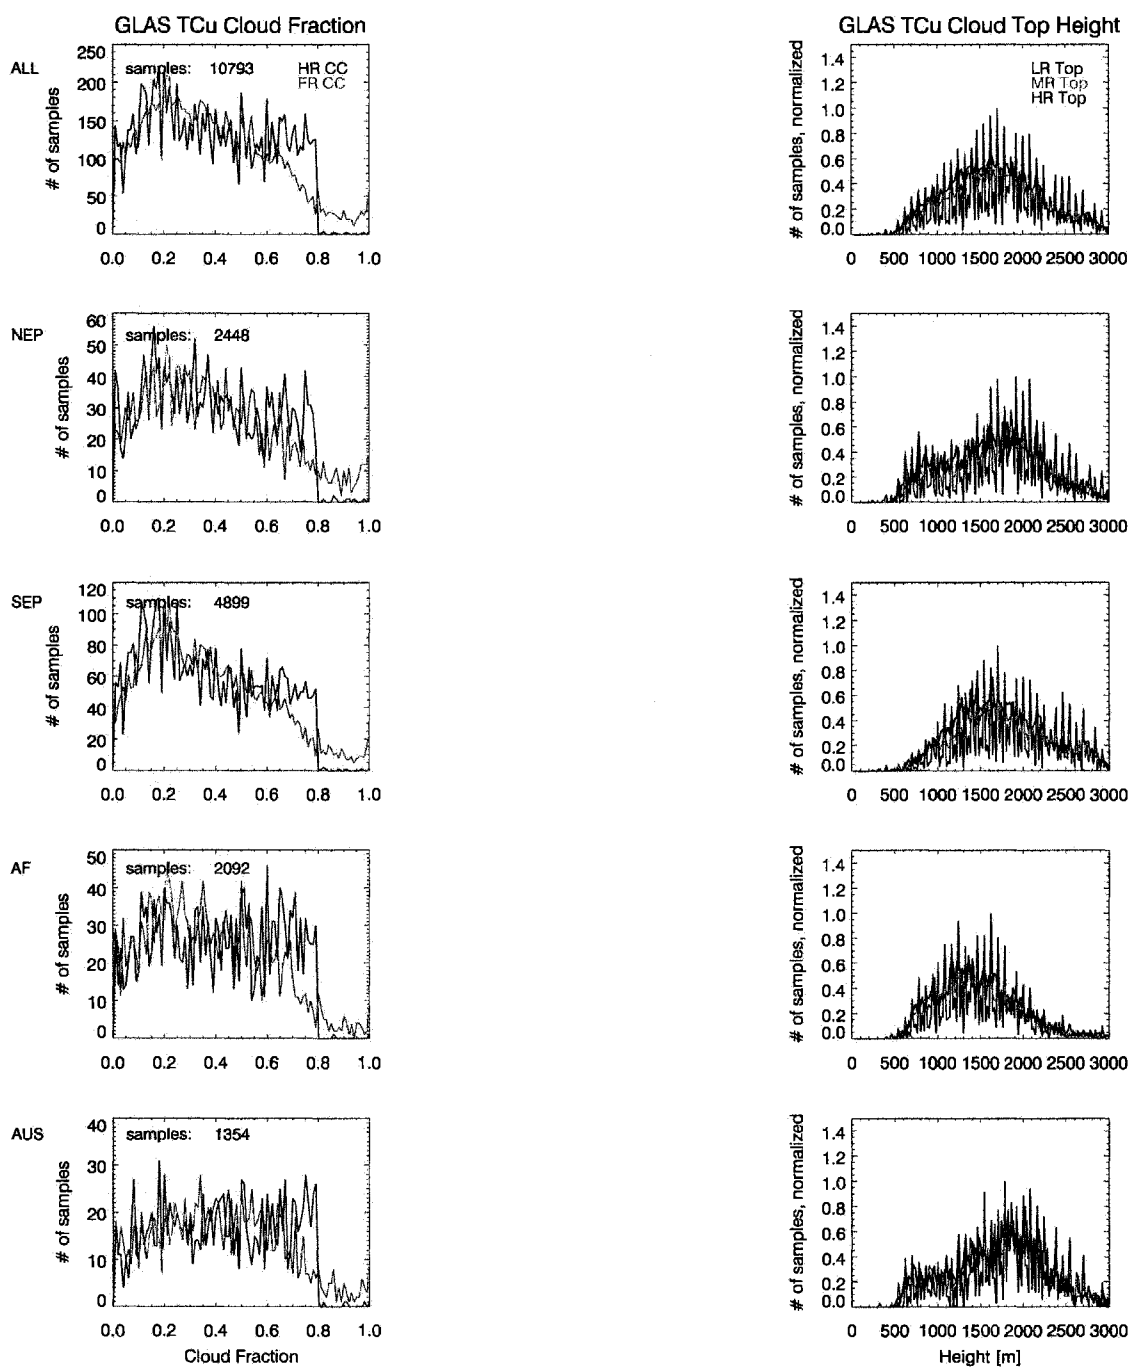 GLAS TCu Cloud Fraction
ALL
# of samples
250
200
150
100
50
0
samples: 10793
HR CC
FR CC
0.0 0.2 0.4 0.6 0.8 1.0
GLAS TCu Cloud Top Height
# of samples, normalized
1.4
1.2
1.0
0.8
0.6
0.4
0.2
0.0
LR Top
MR Top
HR Top
0 500 1000 1500 2000 2500 3000
NEP
# of samples
60
50
40
30
20
10
0
samples: 2448
0.0 0.2 0.4 0.6 0.8 1.0
# of samples, normalized
1.4
1.2
1.0
0.8
0.6
0.4
0.2
0.0
0 500 1000 1500 2000 2500 3000
SEP
# of samples
120
100
80
60
40
20
0
samples: 4899
0.0 0.2 0.4 0.6 0.8 1.0
# of samples, normalized
1.4
1.2
1.0
0.8
0.6
0.4
0.2
0.0
0 500 1000 1500 2000 2500 3000
AF
# of samples
50
40
30
20
10
0
samples: 2092
0.0 0.2 0.4 0.6 0.8 1.0
# of samples, normalized
1.4
1.2
1.0
0.8
0.6
0.4
0.2
0.0
0 500 1000 1500 2000 2500 3000
AUS
# of samples
40
30
20
10
0
samples: 1354
0.0 0.2 0.4 0.6 0.8 1.0
Cloud Fraction
# of samples, normalized
1.4
1.2
1.0
0.8
0.6
0.4
0.2
0.0
0 500 1000 1500 2000 2500 3000
Height [m]